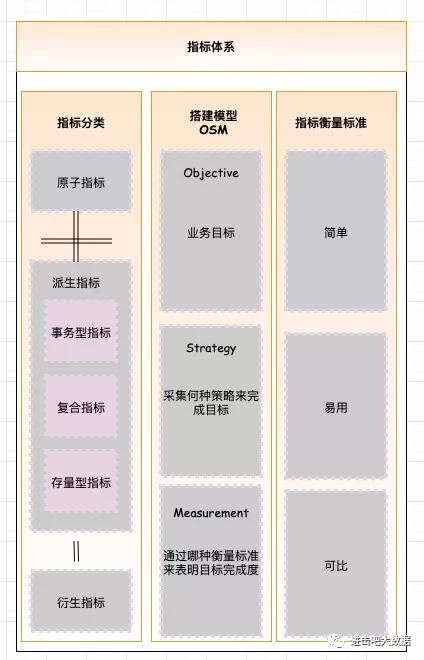 指标体系
指标分类
原子指标
派生指标
事务型指标
复合指标
存量型指标
衍生指标
搭建模型
OSM
Objective
业务目标
Strategy
采集何种策略来完
成目标
Measurement
通过哪种衡量标准
来表明目标完成度
指标衡量标准
简单
易用
可比
进击吧大数据